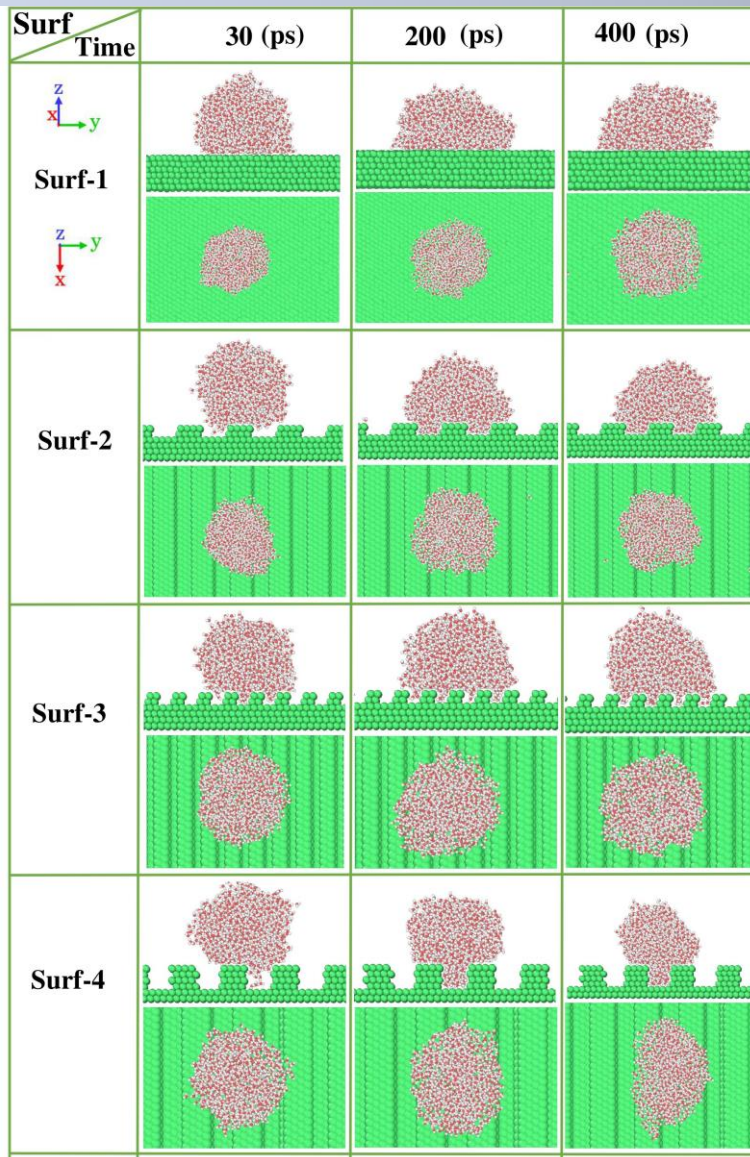 Surf
Time
30 (ps)
200 (ps)
400 (ps)
z
x
y
Surf-1
z
y
x
Surf-2
Surf-3
Surf-4